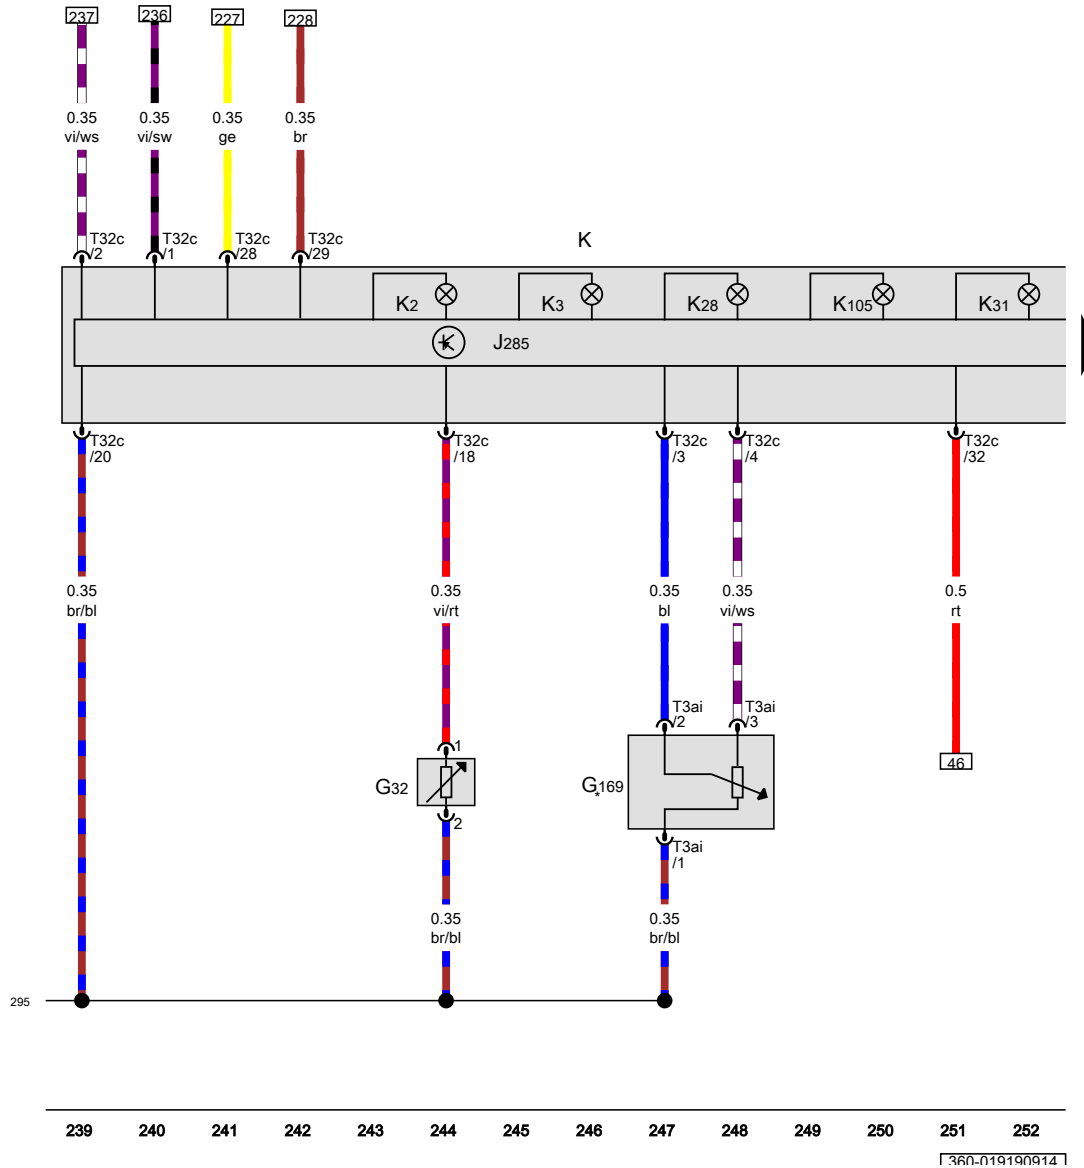 237 236 227 228
0.35 0.35 0.35 0.35
vi/ws vi/sw ge br
T32c T32c T32c T32c
/2 /1 /28 /29
K
K2 K3 K28 K105 K31
J285
T32c T32c T32c T32c T32c
/20 /18 /3 /4 /32
0.35 0.35 0.35 0.35 0.5
br/bl vi/rt bl vi/ws rt
T3ai T3ai
/2 /3
1
46
G32 G*169
2
T3ai
/1
0.35 0.35
br/bl br/bl
295
239 240 241 242 243 244 245 246 247 248 249 250 251 252
360-019190914